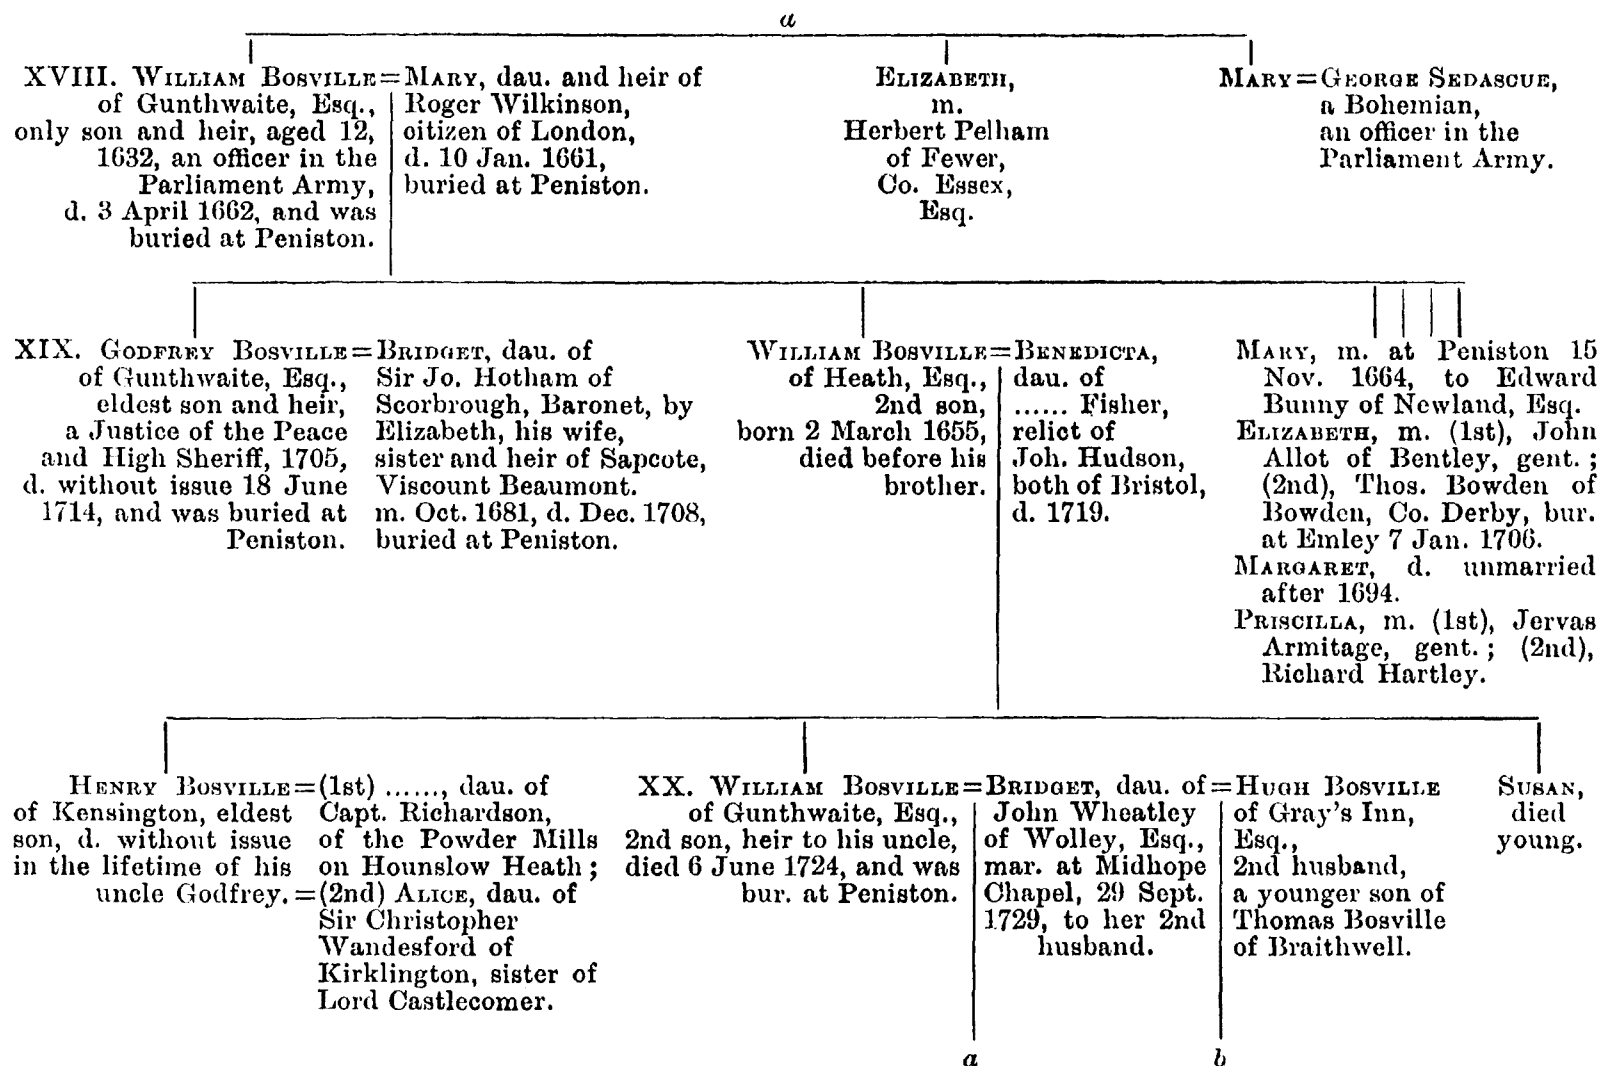 a
XVIII. WILLIAM BOSVILLE=
of Gunthwaite, Esq.,
only son and heir, aged 12,
1632, an officer in the
Parliament Army,
d. 3 April 1662, and was
buried at Peniston.
MARY, dau. and heir of
Roger Wilkinson,
citizen of London,
d. 10 Jan. 1661,
buried at Peniston.
ELIZABETH,
m.
Herbert Pelham
of Fewer,
Co. Essex,
Esq.
MARY=
GEORGE SEDASCUE,
a Bohemian,
an officer in the
Parliament Army.
XIX. GODFREY BOSVILLE=
of Gunthwaite, Esq.,
eldest son and heir,
a Justice of the Peace
and High Sheriff, 1705,
d. without issue 18 June
1714, and was buried at
Peniston.
BRIDGET, dau. of
Sir Jo. Hotham of
Scorbrough, Baronet, by
Elizabeth, his wife,
sister and heir of Sapcote,
Viscount Beaumont.
m. Oct. 1681, d. Dec. 1708,
buried at Peniston.
WILLIAM BOSVILLE=
of Heath, Esq.,
2nd son,
born 2 March 1655,
died before his
brother.
BENEDICTA,
dau. of
...... Fisher,
relict of
Joh. Hudson,
both of Bristol,
d. 1719.
MARY, m. at Peniston 15
Nov. 1664, to Edward
Bunny of Newland, Esq.
ELIZABETH, m. (1st), John
Allot of Bentley, gent.;
(2nd), Thos. Bowden of
Bowden, Co. Derby, bur.
at Emley 7 Jan. 1706.
MARGARET, d. unmarried
after 1694.
PRISCILLA, m. (1st), Jervas
Armitage, gent.; (2nd),
Richard Hartley.
HENRY BOSVILLE=
of Kensington, eldest
son, d. without issue
in the lifetime of his
uncle Godfrey.=
(1st) ......, dau. of
Capt. Richardson,
of the Powder Mills
on Hounslow Heath;
(2nd) ALICE, dau. of
Sir Christopher
Wandesford of
Kirklington, sister of
Lord Castlecomer.
XX. WILLIAM BOSVILLE=
of Gunthwaite, Esq.,
2nd son, heir to his uncle,
died 6 June 1724, and was
bur. at Peniston.
BRIDGET, dau. of=
John Wheatley
of Wolley, Esq.,
mar. at Midhope
Chapel, 29 Sept.
1729, to her 2nd
husband.
HUGH BOSVILLE
of Gray's Inn,
Esq.,
2nd husband,
a younger son of
Thomas Bosville
of Braithwell.
SUSAN,
died
young.
a
b